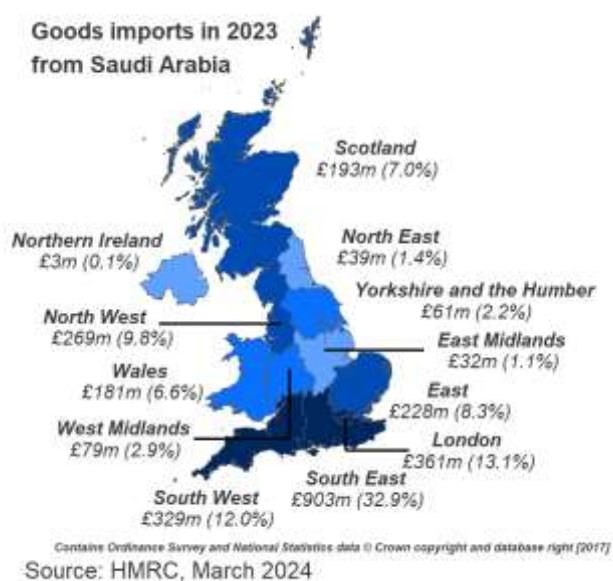 Goods imports in 2023
from Saudi Arabia
Scotland
£193m (7.0%)
Northern Ireland
£3m (0.1%)
North East
£39m (1.4%)
Yorkshire and the Humber
£61m (2.2%)
North West
£269m (9.8%)
East Midlands
£32m (1.1%)
Wales
£181m (6.6%)
East
£228m (8.3%)
West Midlands
£79m (2.9%)
London
£361m (13.1%)
South East
£903m (32.9%)
South West
£329m (12.0%)
Contains Ordinance Survey and National Statistics data © Crown copyright and database right [2017]
Source: HMRC, March 2024